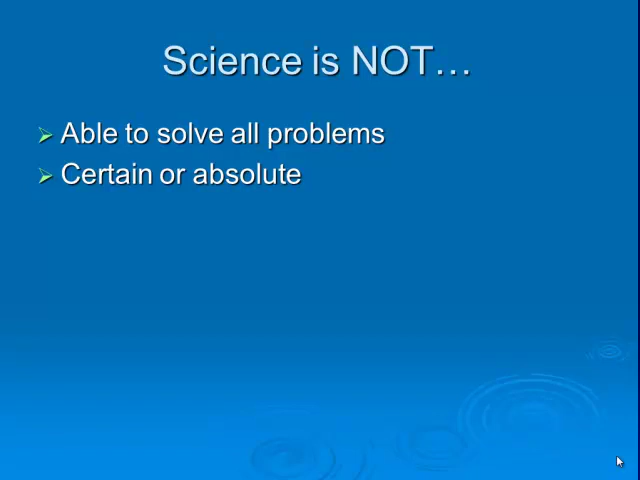 Science is NOT…
Able to solve all problems
Certain or absolute